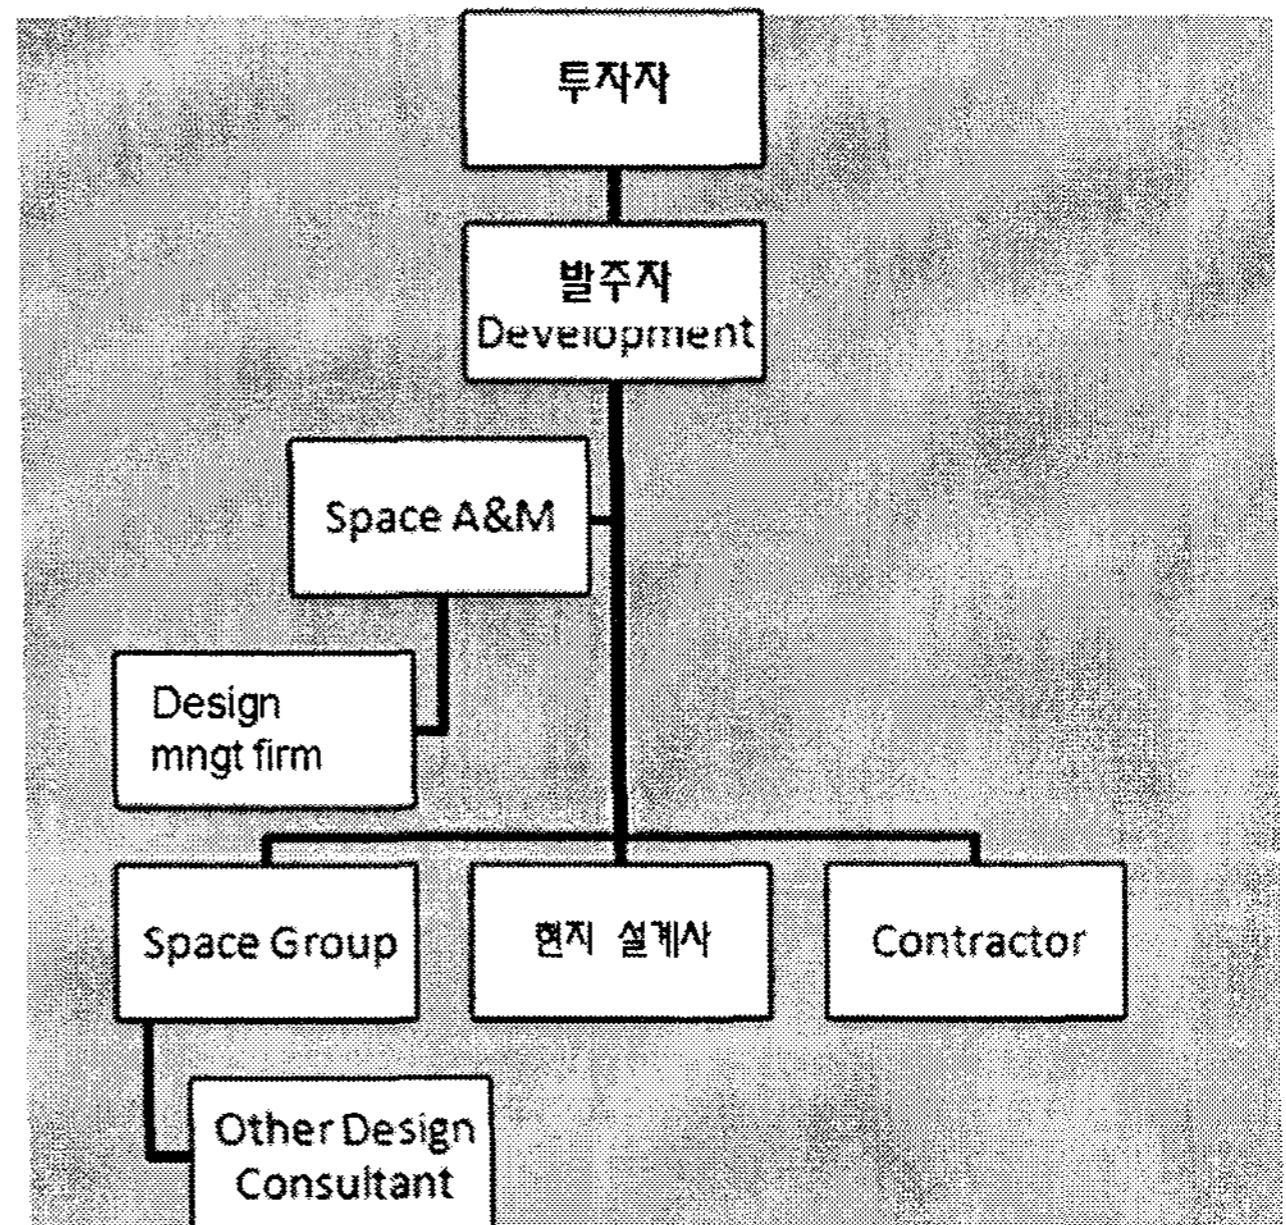 투자자
발주자
Development
Space A&M
Design
mngt firm
Space Group
현지 설계사
Contractor
Other Design
Consultant